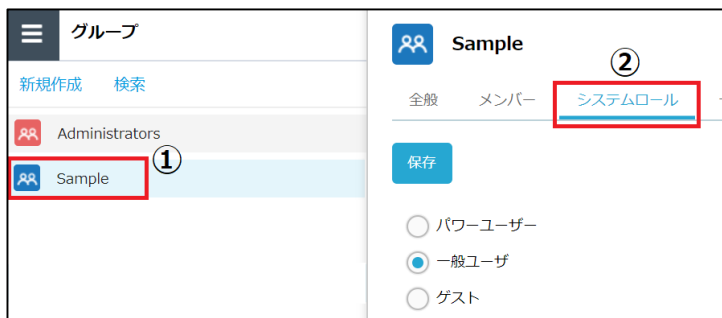 グループ
新規作成 検索
Administrators
①
Sample
Sample
②
全般 メンバー システムロール
保存
パワーユーザー
一般ユーザ
ゲスト